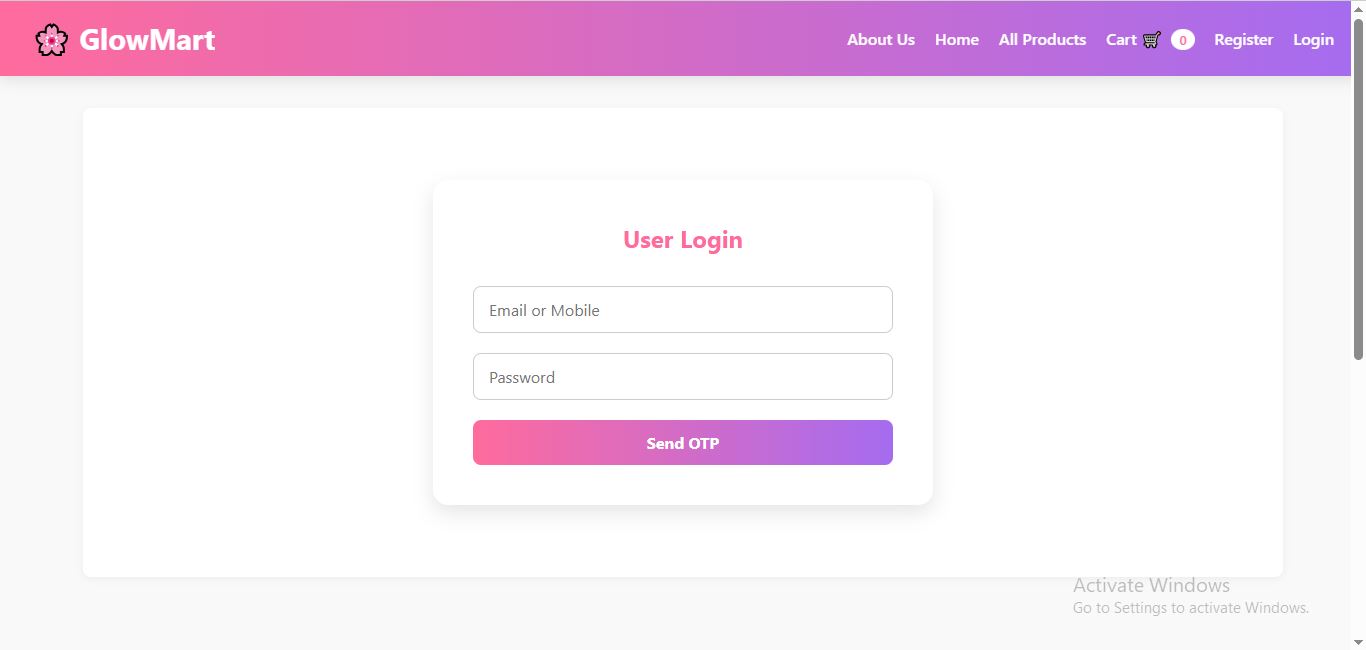 GlowMart
About Us Home All Products Cart 0 Register Login
User Login
Email or Mobile
Password
Send OTP
Activate Windows
Go to Settings to activate Windows.